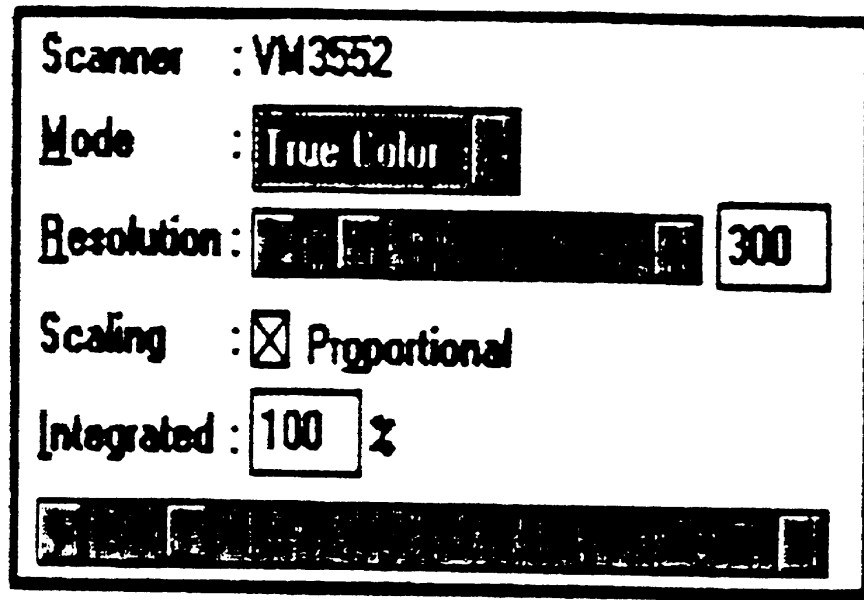 Scanner : VM3552
Mode : True Color
Resolution : 300
Scaling : Proportional
Integrated : 100 %